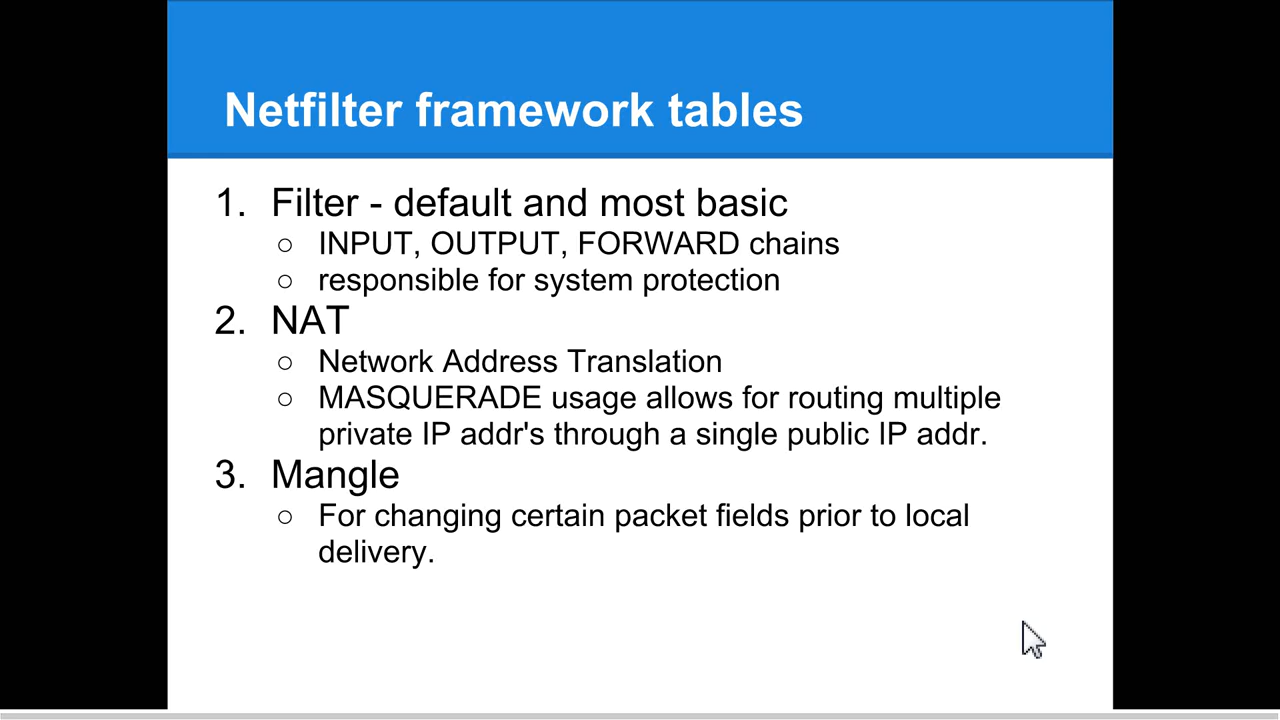 Netfilter framework tables
1. Filter - default and most basic
○ INPUT, OUTPUT, FORWARD chains
○ responsible for system protection
2. NAT
○ Network Address Translation
○ MASQUERADE usage allows for routing multiple
private IP addr's through a single public IP addr.
3. Mangle
○ For changing certain packet fields prior to local
delivery.